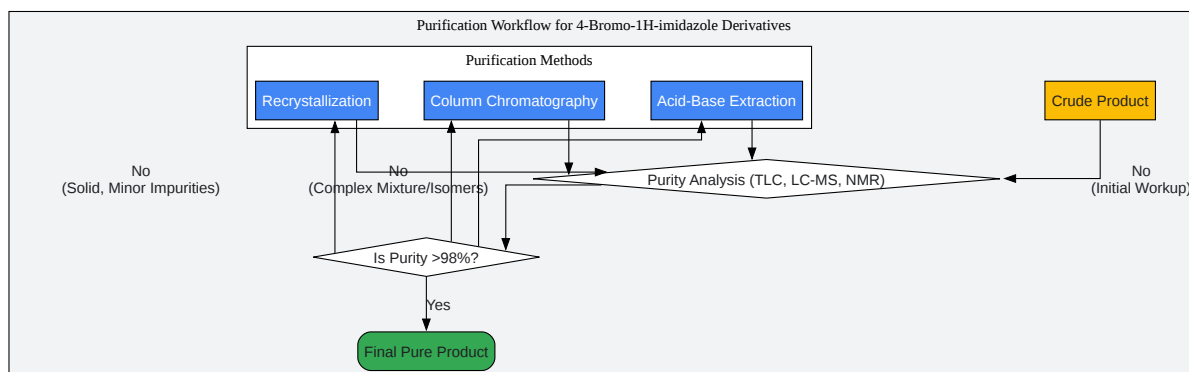 Purification Workflow for 4-Bromo-1H-imidazole Derivatives
Purification Methods
Recrystallization
Column Chromatography
Acid-Base Extraction
Crude Product
No
(Solid, Minor Impurities)
No
(Complex Mixture/Isomers)
Purity Analysis (TLC, LC-MS, NMR)
No
(Initial Workup)
Is Purity >98%?
Yes
Final Pure Product